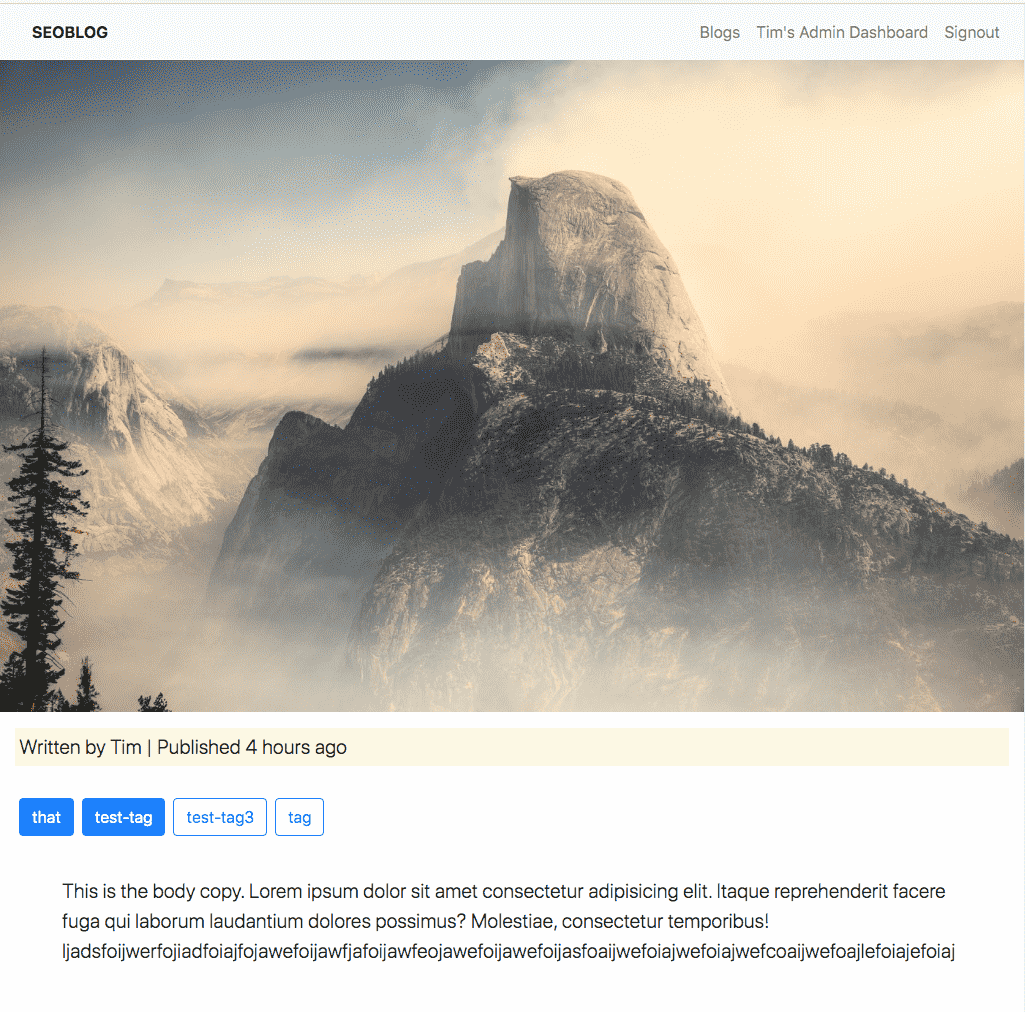 SEOBLOG
Blogs Tim's Admin Dashboard Signout
Written by Tim | Published 4 hours ago
that test-tag test-tag3 tag
This is the body copy. Lorem ipsum dolor sit amet consectetur adipisicing elit. Itaque reprehenderit facere
fuga qui laborum laudantium dolores possimus? Molestiae, consectetur temporibus!
ljadsfoijwerfojiadfoiajfojawefoijawfjafoijawfeojawefoijawefoijasfoaijwefoiajwefoiajwefcoaijwefoajlefoiajefoiaj